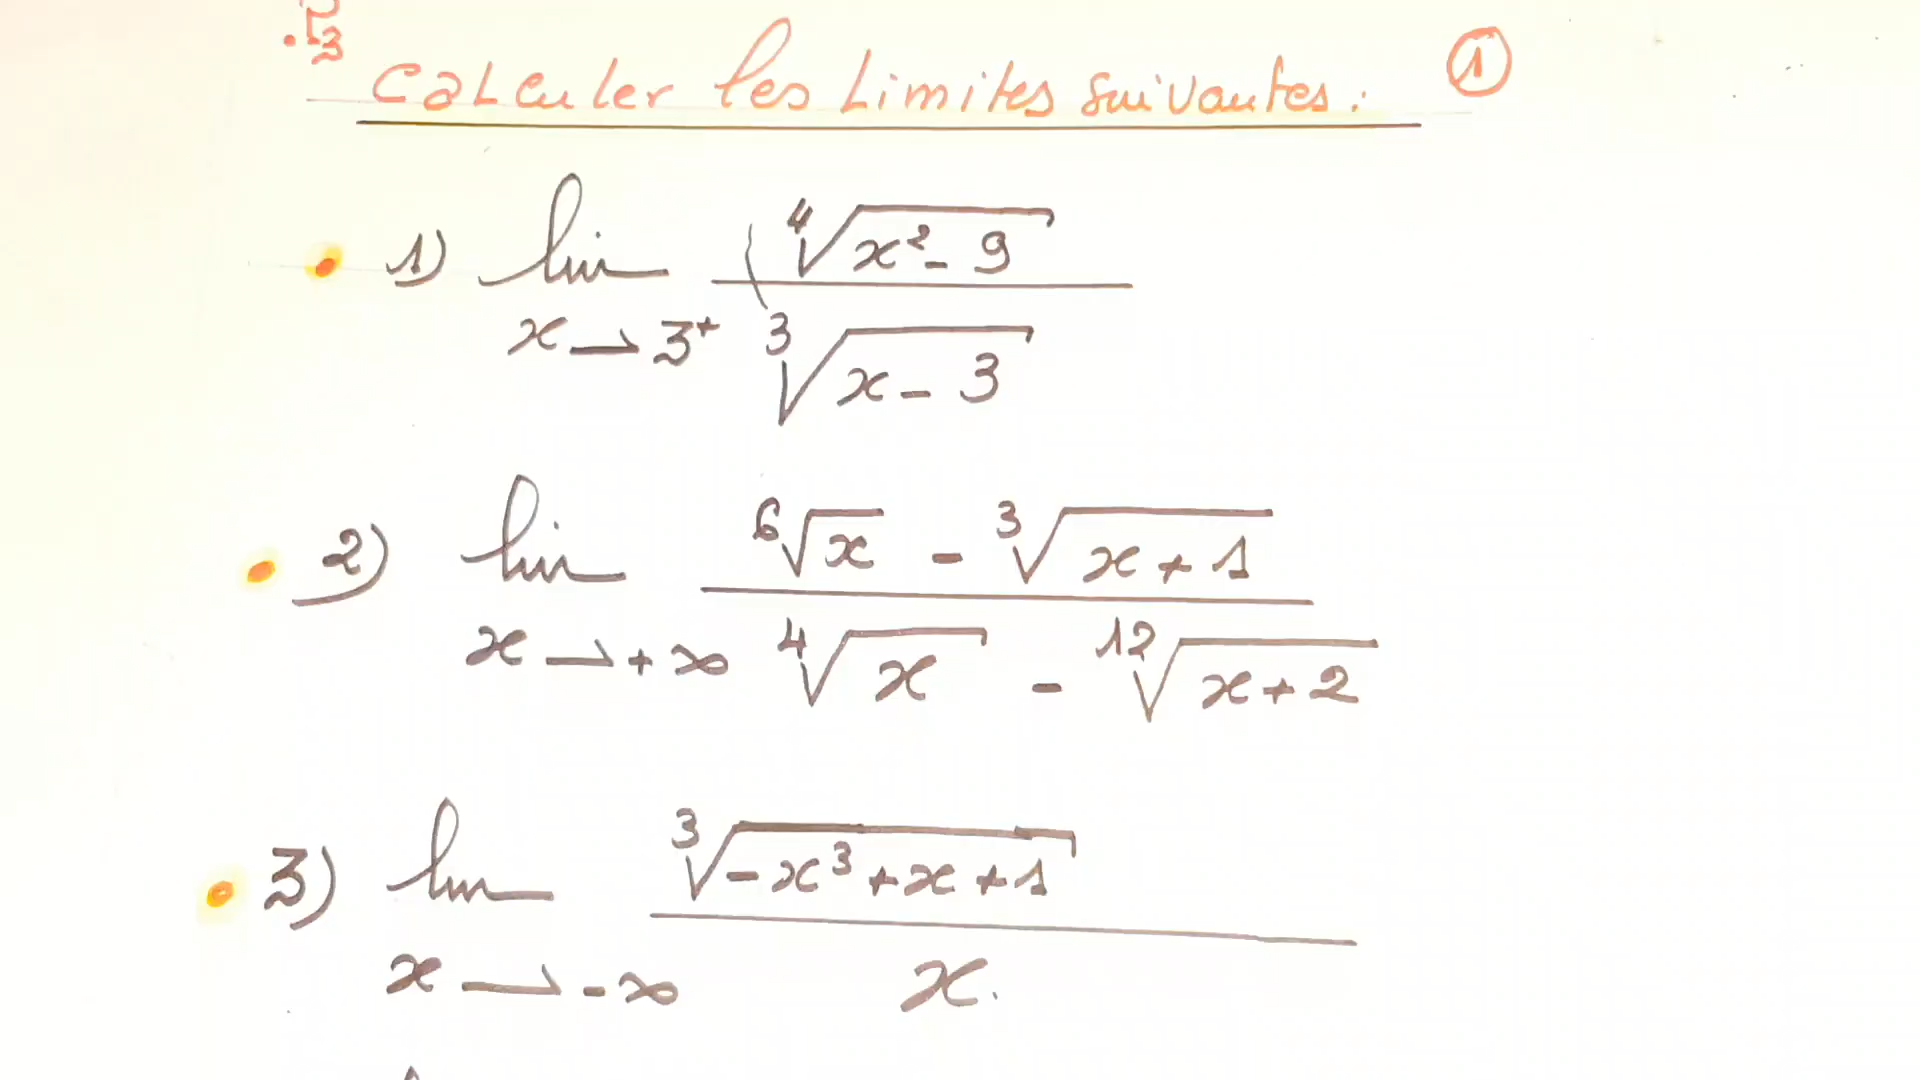 Calculer les Limites suivantes : ①
• 1) lim x→3⁺ ⁴√(x²-9) / ³√(x-3)
• 2) lim x→+∞ (⁶√x - ³√(x+1)) / (⁴√x - ¹²√(x+2))
• 3) lim x→-∞ ³√(-x³+x+1) / x.